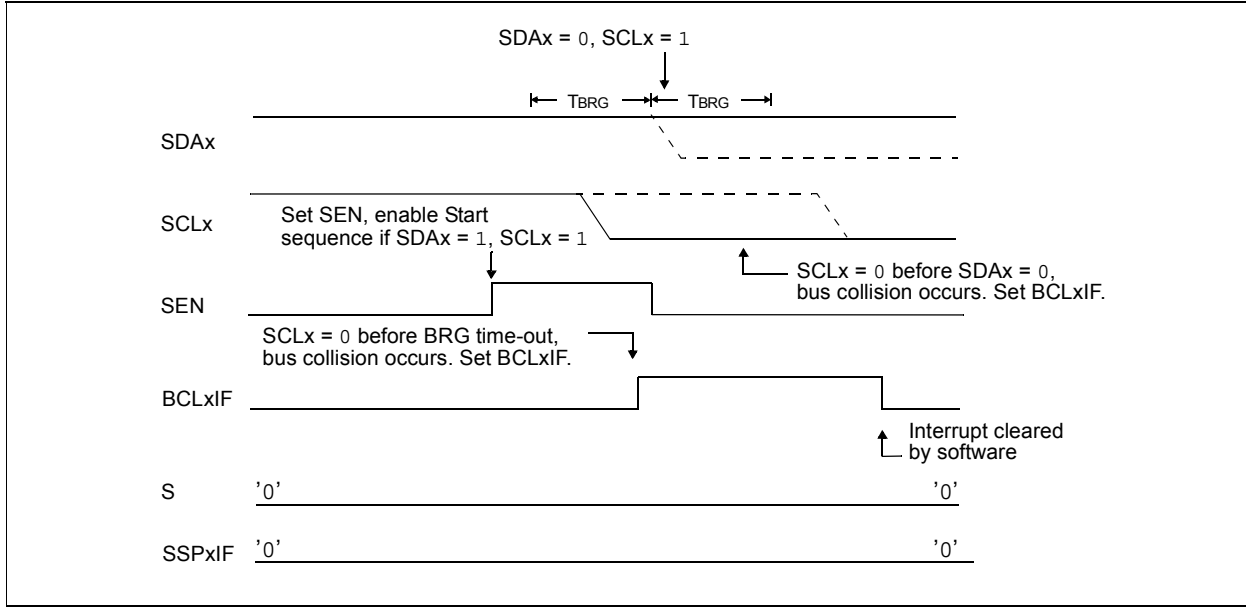 SDAx = 0, SCLx = 1
TBRG TBRG
SDAx
SCLx
Set SEN, enable Start
sequence if SDAx = 1, SCLx = 1
SCLx = 0 before SDAx = 0,
bus collision occurs. Set BCLxIF.
SEN
SCLx = 0 before BRG time-out,
bus collision occurs. Set BCLxIF.
BCLxIF
Interrupt cleared
by software
S '0' '0'
SSPxIF '0' '0'